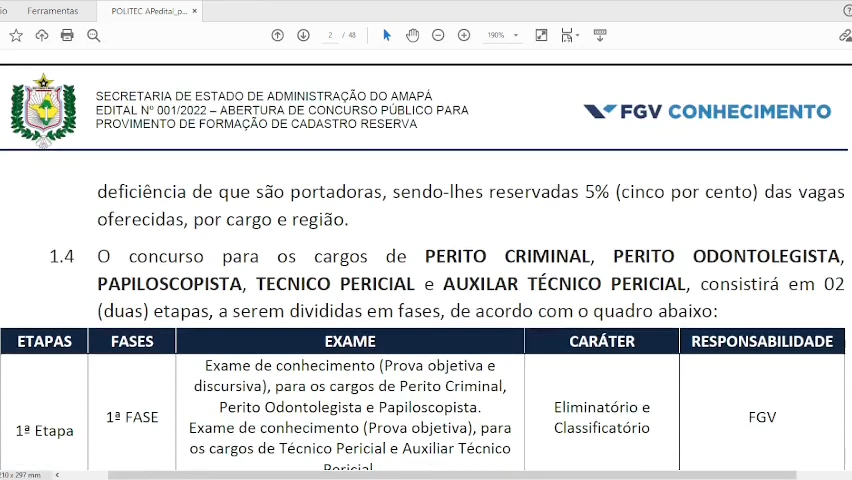 Ferramentas
POLITEC APedital_p... ×
2 / 48
190%
SECRETARIA DE ESTADO DE ADMINISTRAÇÃO DO AMAPÁ
EDITAL Nº 001/2022 – ABERTURA DE CONCURSO PÚBLICO PARA
PROVIMENTO DE FORMAÇÃO DE CADASTRO RESERVA
FGV CONHECIMENTO
deficiência de que são portadoras, sendo-lhes reservadas 5% (cinco por cento) das vagas
oferecidas, por cargo e região.
1.4 O concurso para os cargos de PERITO CRIMINAL, PERITO ODONTOLEGISTA,
PAPILOSCOPISTA, TECNICO PERICIAL e AUXILAR TÉCNICO PERICIAL, consistirá em 02
(duas) etapas, a serem divididas em fases, de acordo com o quadro abaixo:
ETAPAS FASES EXAME CARÁTER RESPONSABILIDADE
Exame de conhecimento (Prova objetiva e
discursiva), para os cargos de Perito Criminal,
Perito Odontolegista e Papiloscopista.
Exame de conhecimento (Prova objetiva), para
os cargos de Técnico Pericial e Auxiliar Técnico
Pericial
1ª Etapa
1ª FASE
Eliminatório e
Classificatório
FGV
210 x 297 mm